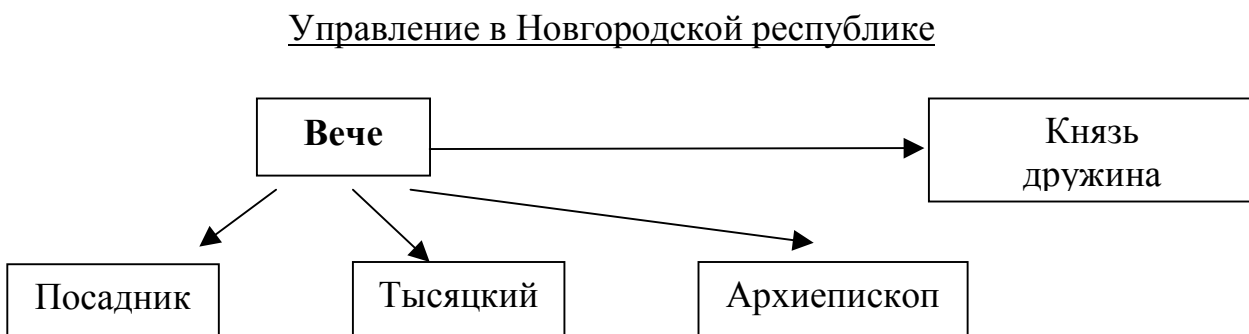 Управление в Новгородской республике
Вече
Князь
дружина
Посадник
Тысяцкий
Архиепископ